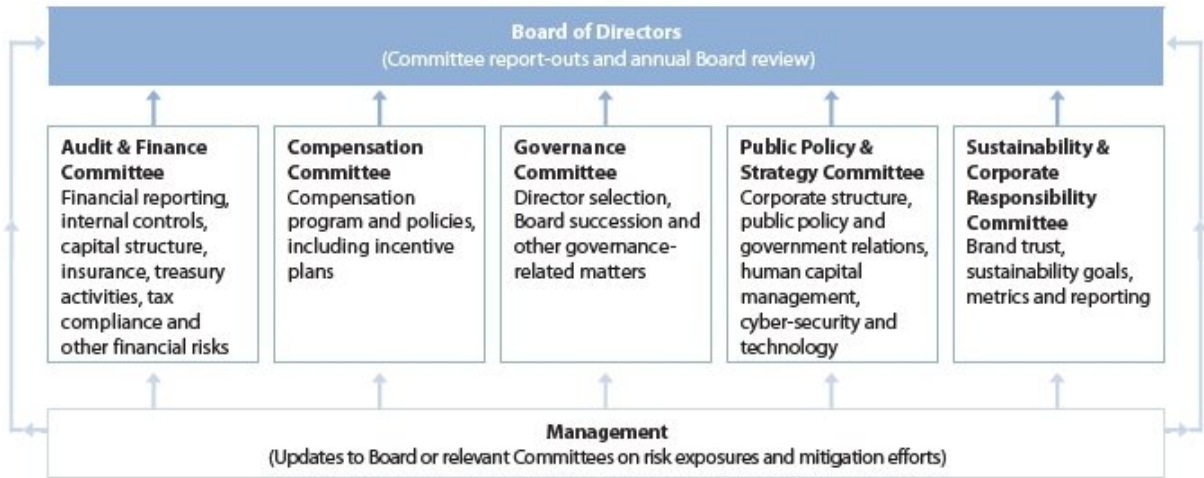 Board of Directors
(Committee report-outs and annual Board review)
Audit & Finance
Committee
Financial reporting,
internal controls,
capital structure,
insurance, treasury
activities, tax
compliance and
other financial risks
Compensation
Committee
Compensation
program and policies,
including incentive
plans
Governance
Committee
Director selection,
Board succession and
other governance-
related matters
Public Policy &
Strategy Committee
Corporate structure,
public policy and
government relations,
human capital
management,
cyber-security and
technology
Sustainability &
Corporate
Responsibility
Committee
Brand trust,
sustainability goals,
metrics and reporting
Management
(Updates to Board or relevant Committees on risk exposures and mitigation efforts)